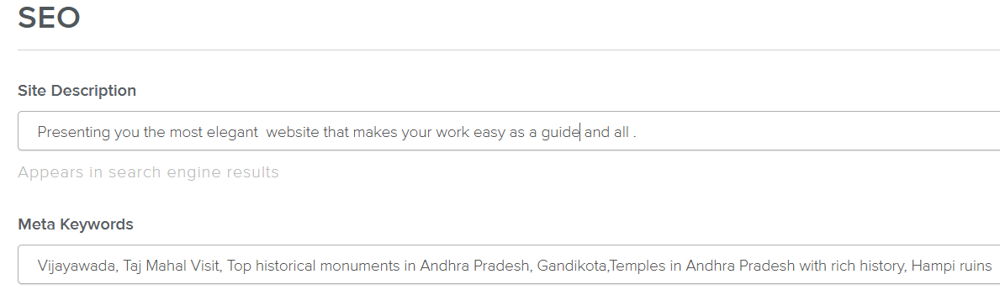 SEO
Site Description
Presenting you the most elegant  website that makes your work easy as a guide and all .
Appears in search engine results
Meta Keywords
Vijayawada, Taj Mahal Visit, Top historical monuments in Andhra Pradesh, Gandikota,Temples in Andhra Pradesh with rich history, Hampi ruins